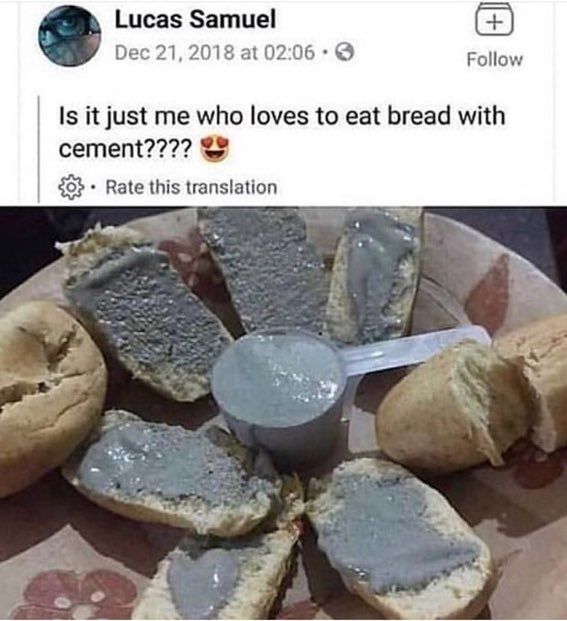 Lucas Samuel
Dec 21, 2018 at 02:06 ·
Follow
Is it just me who loves to eat bread with
cement???? 😍
· Rate this translation